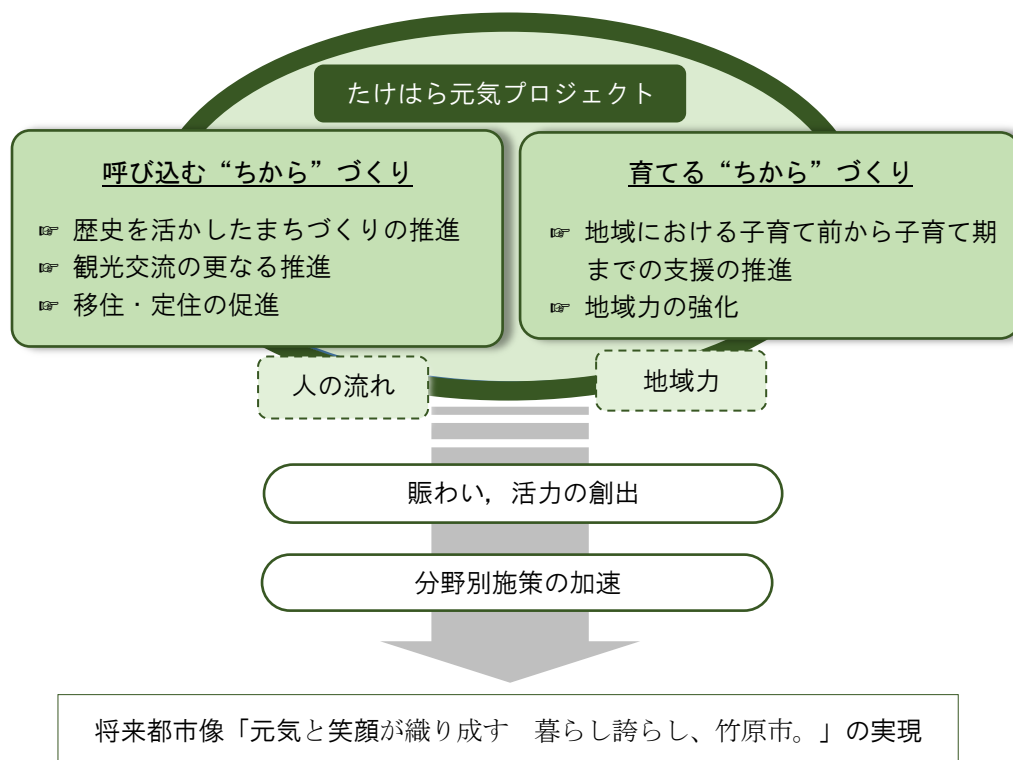 たけはら元気プロジェクト
呼び込む“ちから”づくり
☞ 歴史を活かしたまちづくりの推進
☞ 観光交流の更なる推進
☞ 移住・定住の促進
育てる“ちから”づくり
☞ 地域における子育て前から子育て期
までの支援の推進
☞ 地域力の強化
人の流れ
地域力
賑わい，活力の創出
分野別施策の加速
将来都市像「元気と笑顔が織り成す　暮らし誇らし、竹原市。」の実現